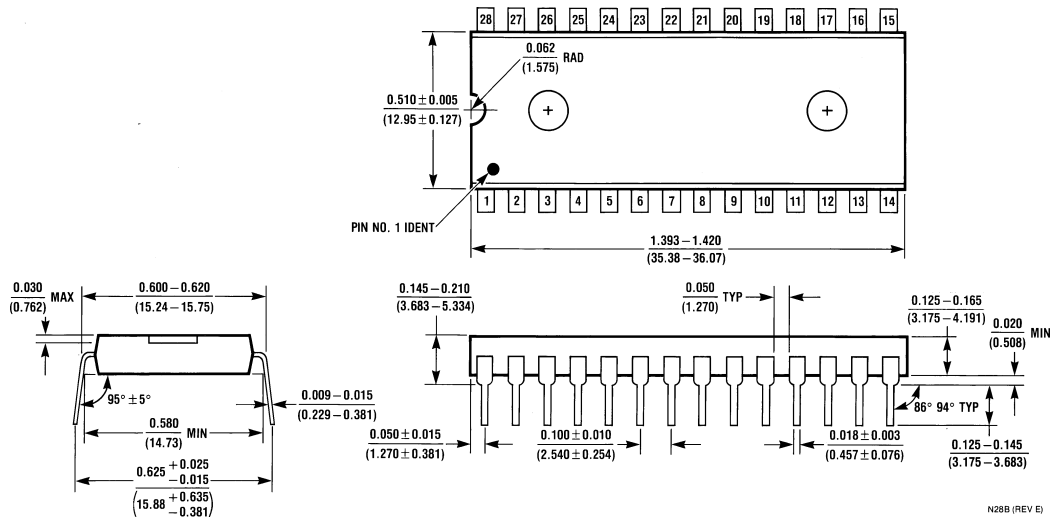 28 27 26 25 24 23 22 21 20 19 18 17 16 15
0.062
(1.575)
RAD
0.510 ± 0.005
(12.95 ± 0.127)
1 2 3 4 5 6 7 8 9 10 11 12 13 14
PIN NO. 1 IDENT
1.393 – 1.420
(35.38 – 36.07)
0.030
(0.762)
MAX
0.600 – 0.620
(15.24 – 15.75)
95° ± 5°
0.009 – 0.015
(0.229 – 0.381)
0.580
(14.73)
MIN
0.625 + 0.025
– 0.015
(15.88 + 0.635
– 0.381)
0.145 – 0.210
(3.683 – 5.334)
0.050
(1.270)
TYP
0.125 – 0.165
(3.175 – 4.191)
0.020
(0.508)
MIN
86° 94° TYP
0.050 ± 0.015
(1.270 ± 0.381)
0.100 ± 0.010
(2.540 ± 0.254)
0.018 ± 0.003
(0.457 ± 0.076)
0.125 – 0.145
(3.175 – 3.683)
N28B (REV E)